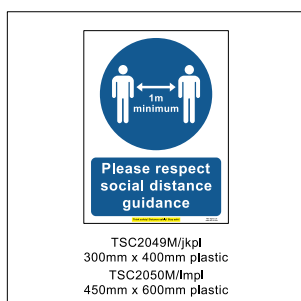 1m
minimum
Please respect
social distance
guidance
TSC2049M/jkpl
300mm x 400mm plastic
TSC2050M/lmpl
450mm x 600mm plastic